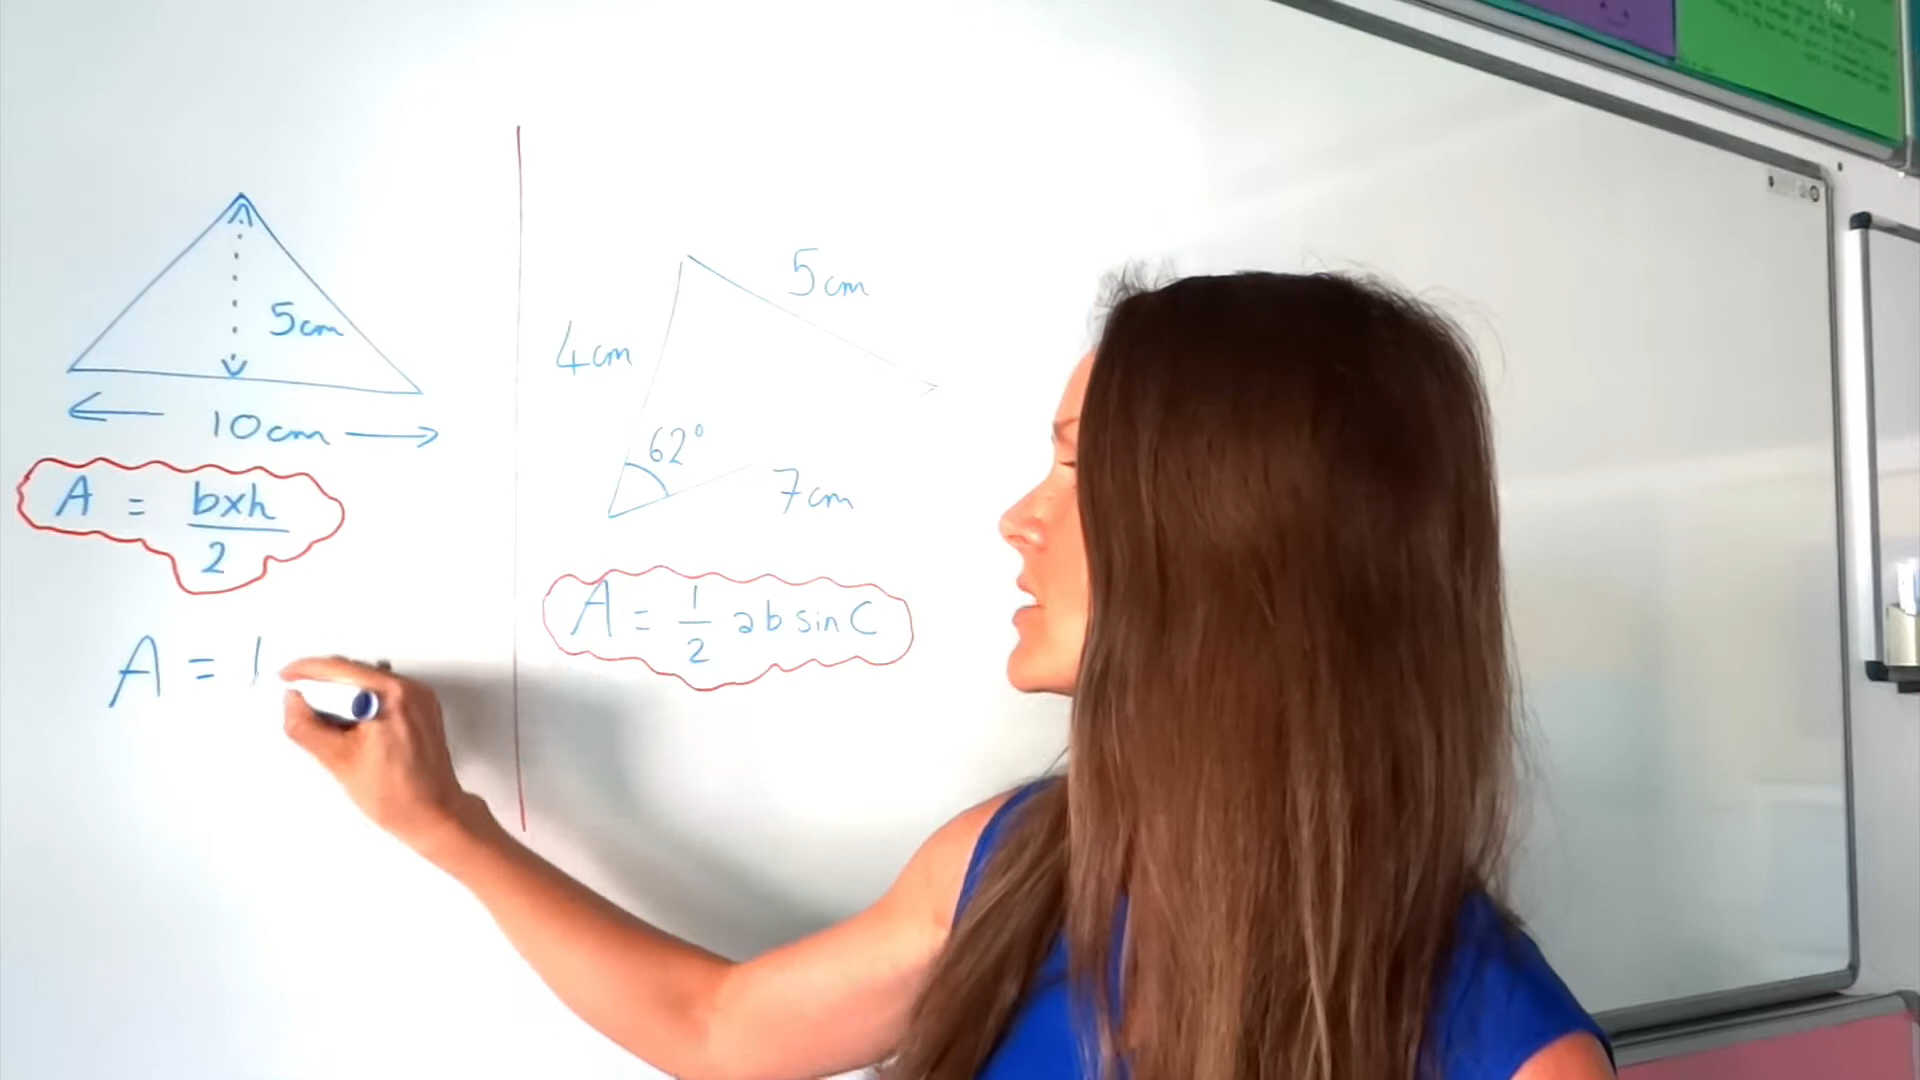 5cm
10cm
A = bxh
2
A = 1
5cm
4cm
62°
7cm
A = 1
2 ab sin C